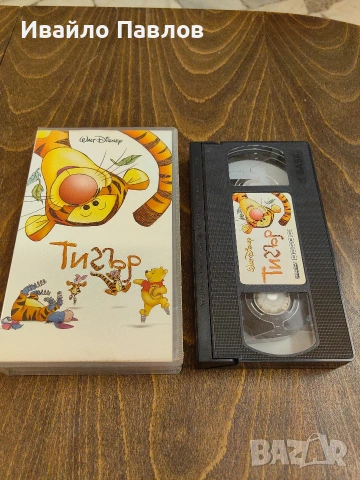 Ивайло Павлов
Walt Disney
Тигър
Walt Disney
Тигър
BAZAR